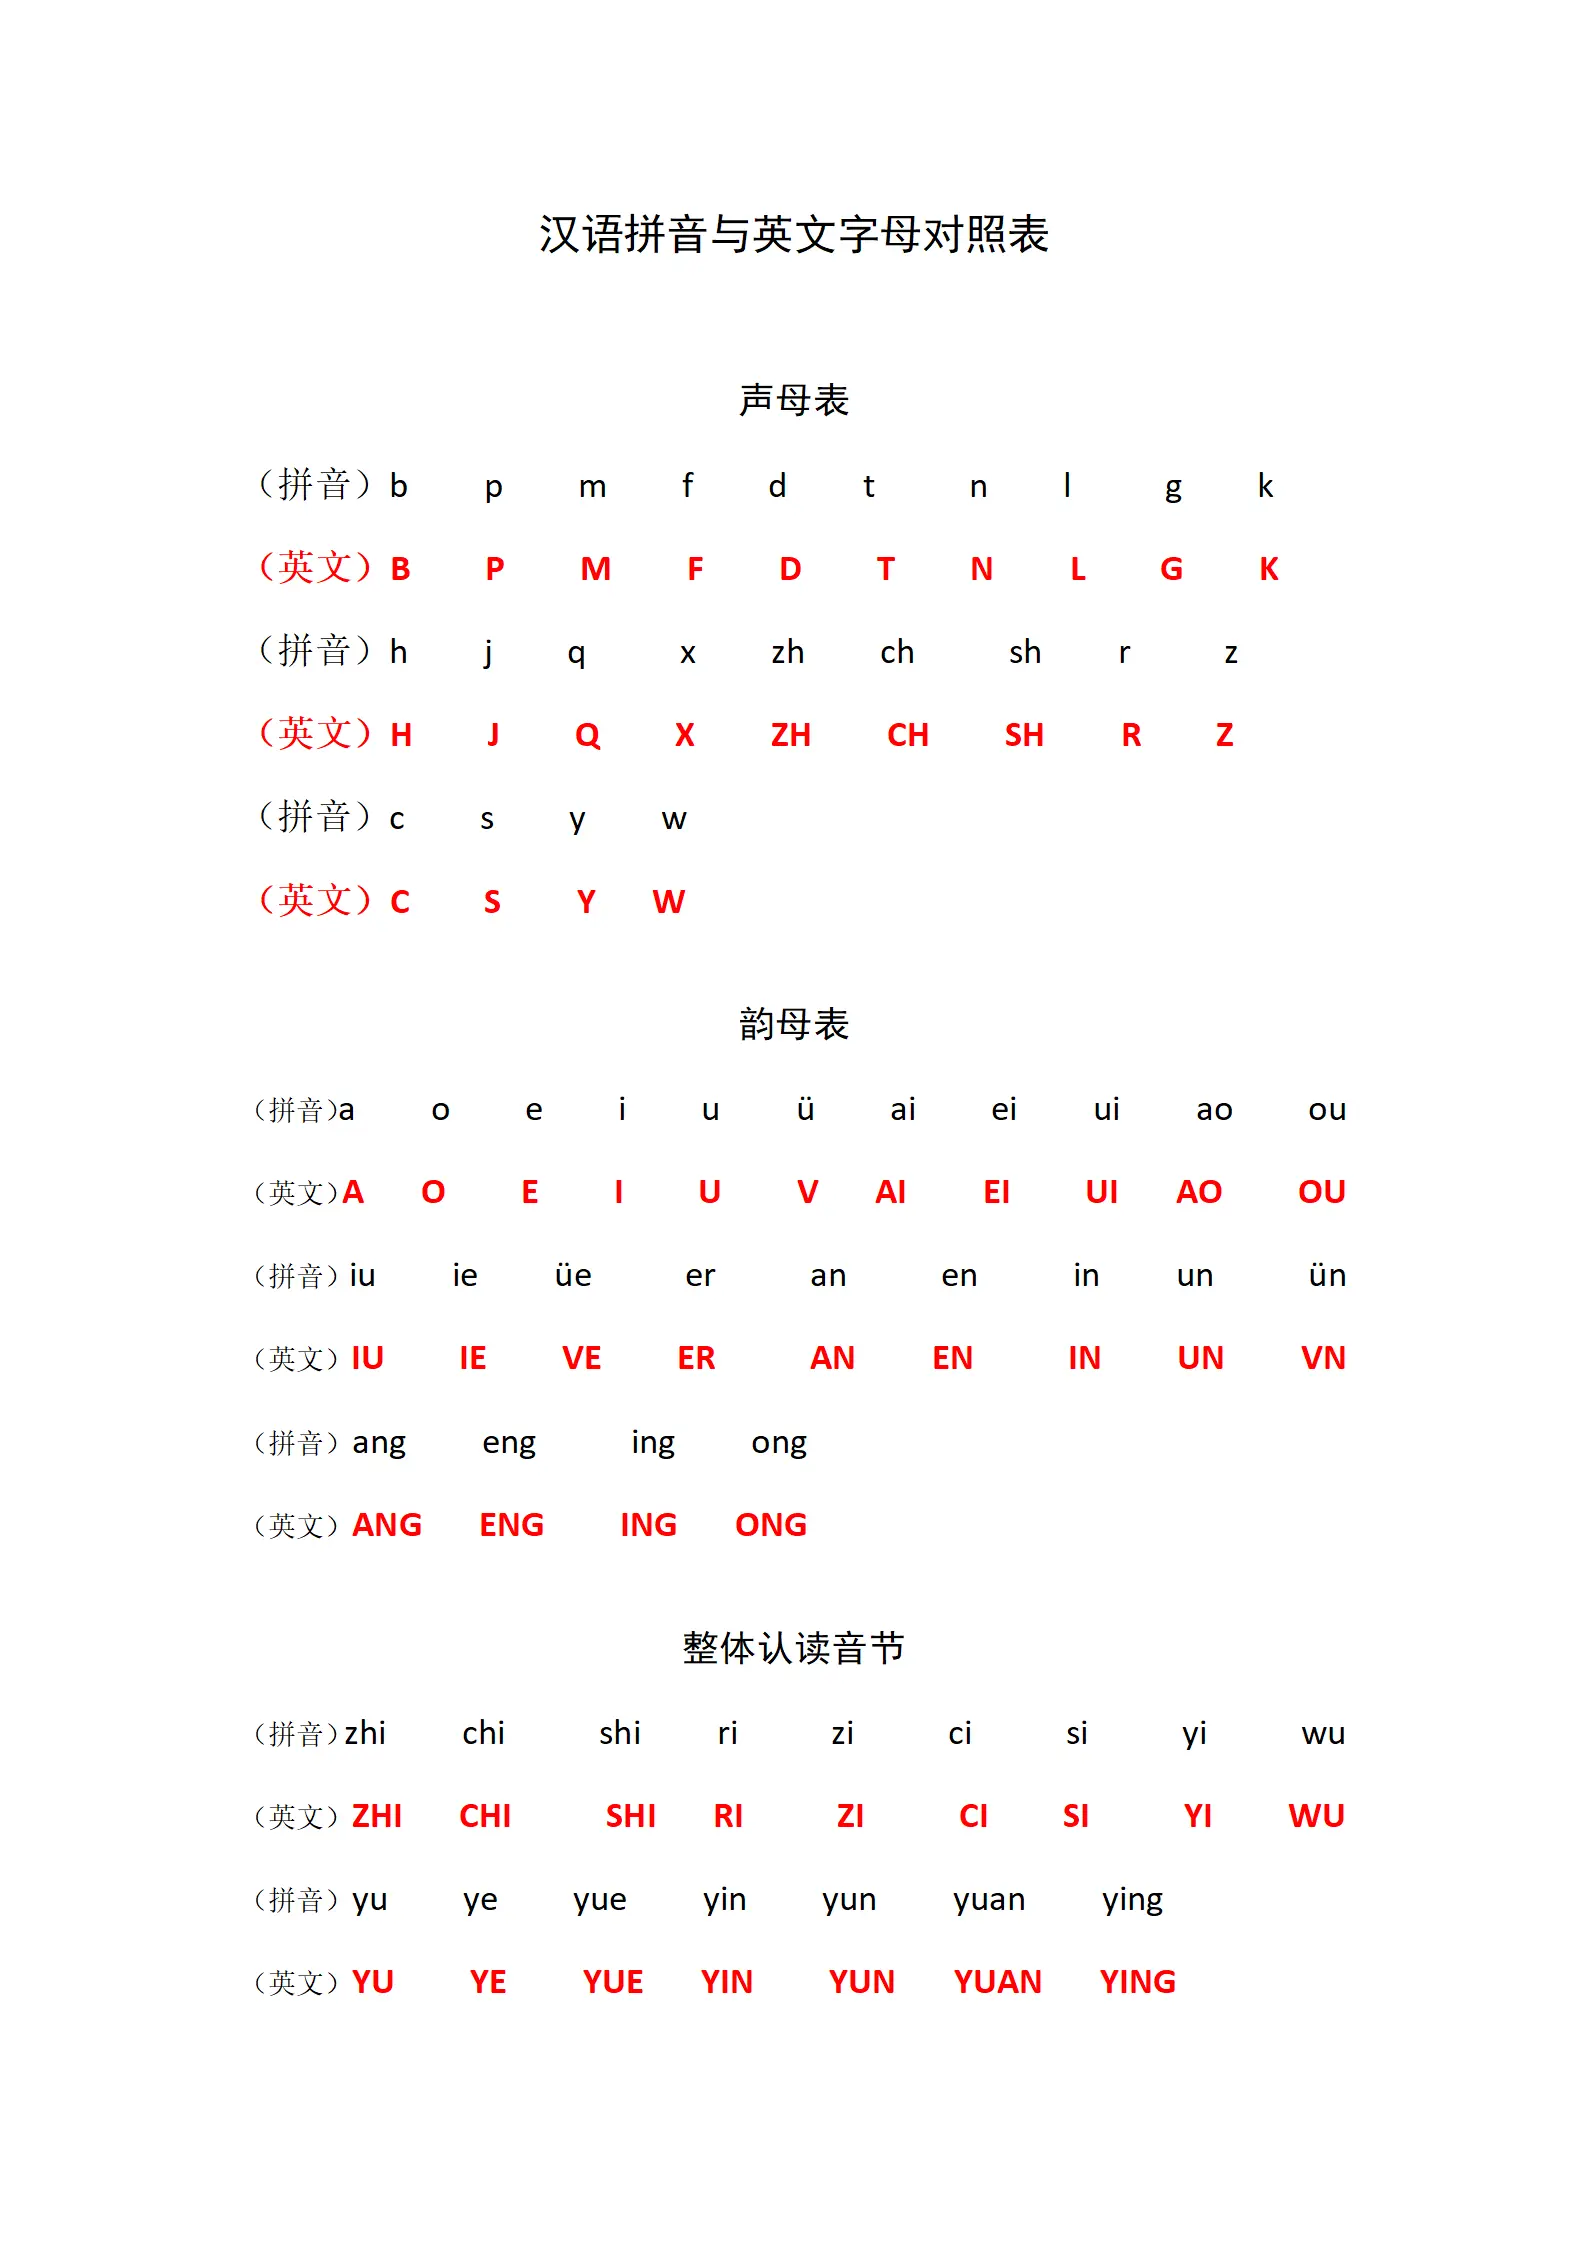 汉语拼音与英文字母对照表
声母表
（拼音）b p m f d t n l g k
（英文）B P M F D T N L G K
（拼音）h j q x zh ch sh r z
（英文）H J Q X ZH CH SH R Z
（拼音）c s y w
（英文）C S Y W
韵母表
（拼音）a o e i u ü ai ei ui ao ou
（英文）A O E I U V AI EI UI AO OU
（拼音）iu ie üe er an en in un ün
（英文）IU IE VE ER AN EN IN UN VN
（拼音）ang eng ing ong
（英文）ANG ENG ING ONG
整体认读音节
（拼音）zhi chi shi ri zi ci si yi wu
（英文）ZHI CHI SHI RI ZI CI SI YI WU
（拼音）yu ye yue yin yun yuan ying
（英文）YU YE YUE YIN YUN YUAN YING